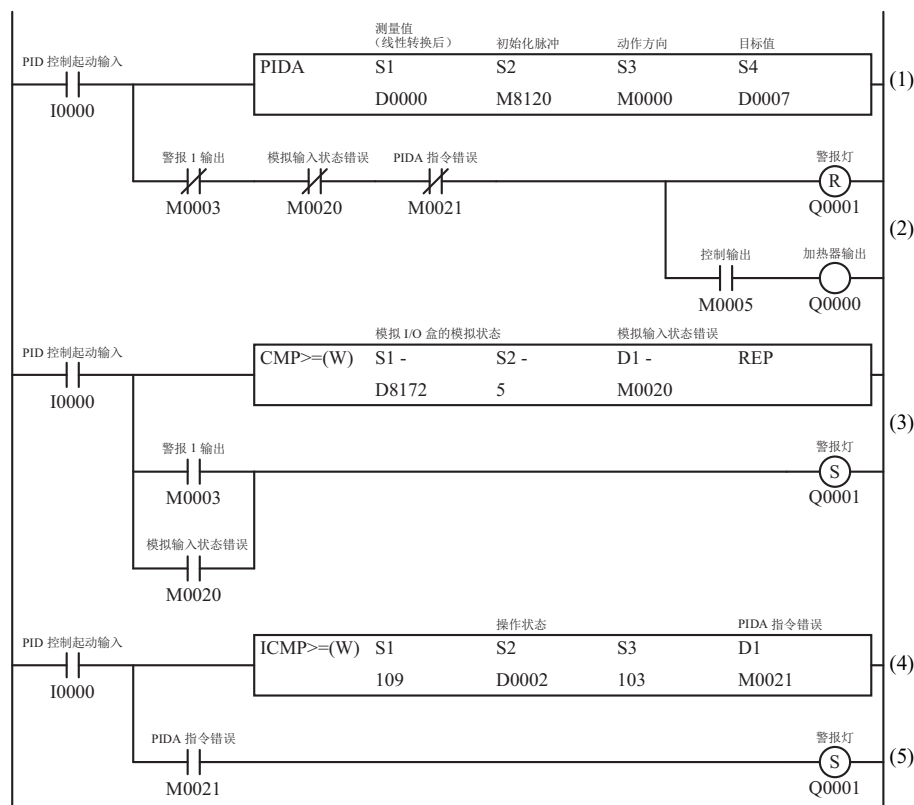 测量值
(线性转换后) 初始化脉冲 动作方向 目标值
PID 控制起动输入
PIDA S1 S2 S3 S4
(1)
I0000 D0000 M8120 M0000 D0007
警报 1 输出 模拟输入状态错误 PIDA 指令错误 警报灯
R
M0003 M0020 M0021 Q0001
(2)
控制输出 加热器输出
M0005 Q0000
模拟 I/O 盒的模拟状态 模拟输入状态错误
PID 控制起动输入
CMP>=(W) S1 - S2 - D1 - REP
I0000 D8172 5 M0020
(3)
警报 1 输出 警报灯
S
M0003 Q0001
模拟输入状态错误
M0020
操作状态 PIDA 指令错误
PID 控制起动输入
ICMP>=(W) S1 S2 S3 D1
(4)
I0000 109 D0002 103 M0021
PIDA 指令错误 警报灯
S (5)
M0021 Q0001